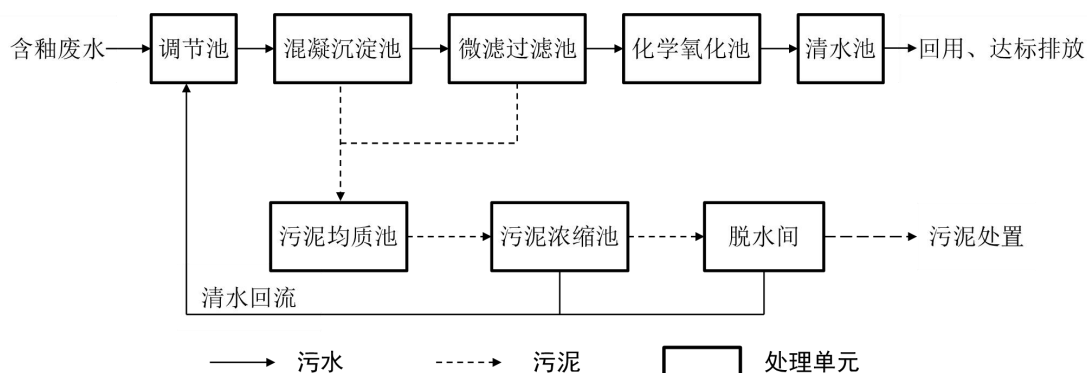 含釉废水
调节池
混凝沉淀池
微滤过滤池
化学氧化池
清水池
回用、达标排放
污泥均质池
污泥浓缩池
脱水间
污泥处置
清水回流
污水
污泥
处理单元